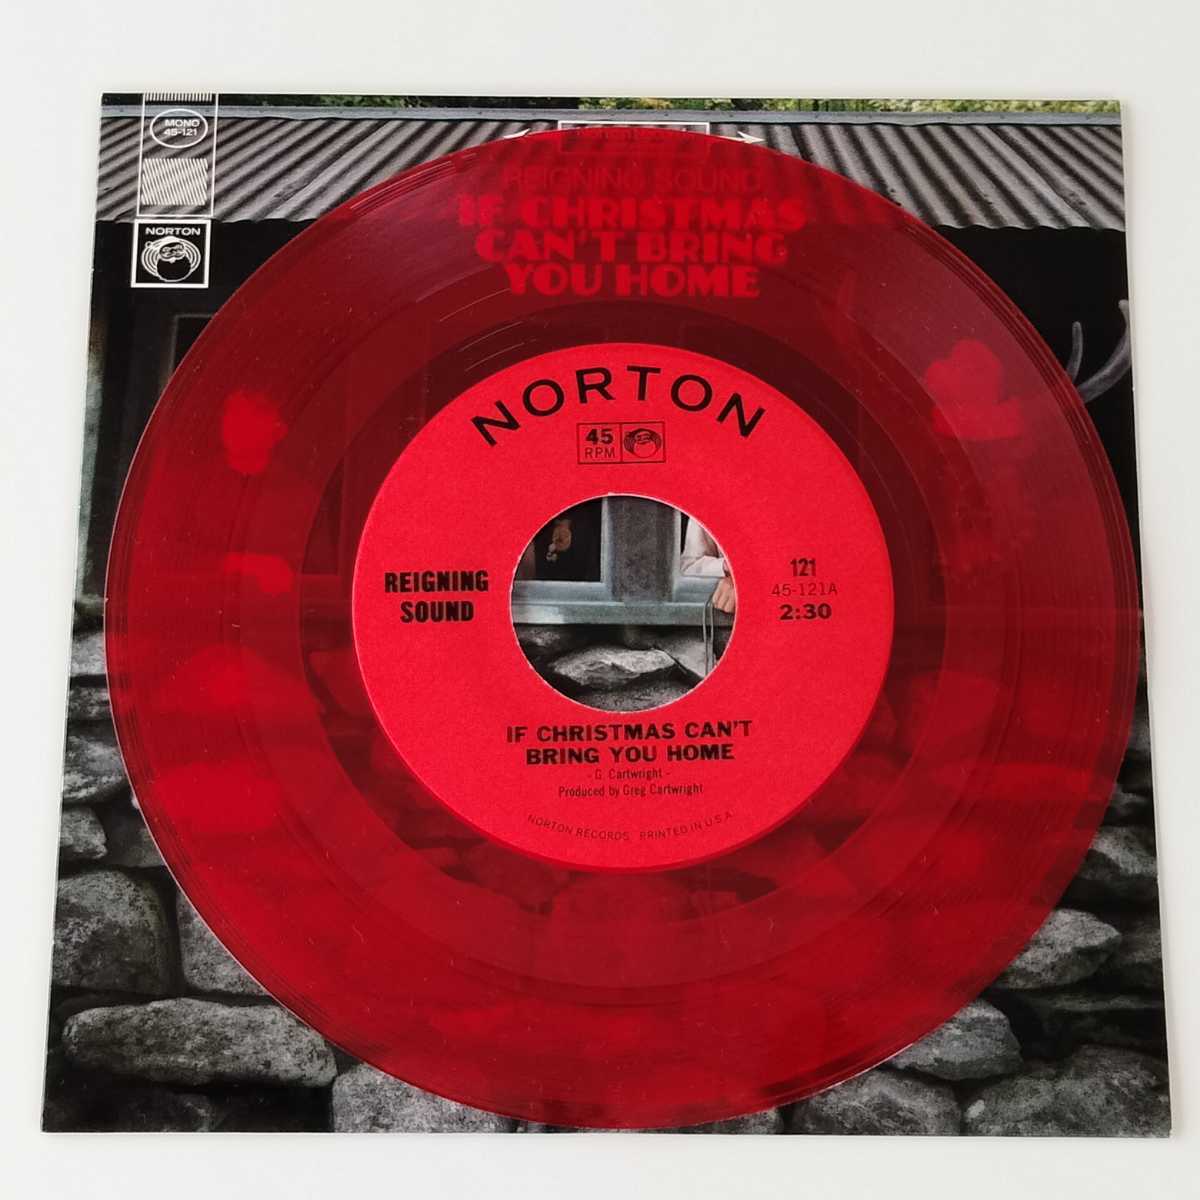 MONO
45-121
NORTON
REIGNING SOUND
IF CHRISTMAS
CAN'T BRING
YOU HOME
NORTON
45
RPM
REIGNING
SOUND
121
45-121A
2:30
IF CHRISTMAS CAN'T
BRING YOU HOME
- G. Cartwright -
Produced by Greg Cartwright
NORTON RECORDS PRINTED IN U.S.A.